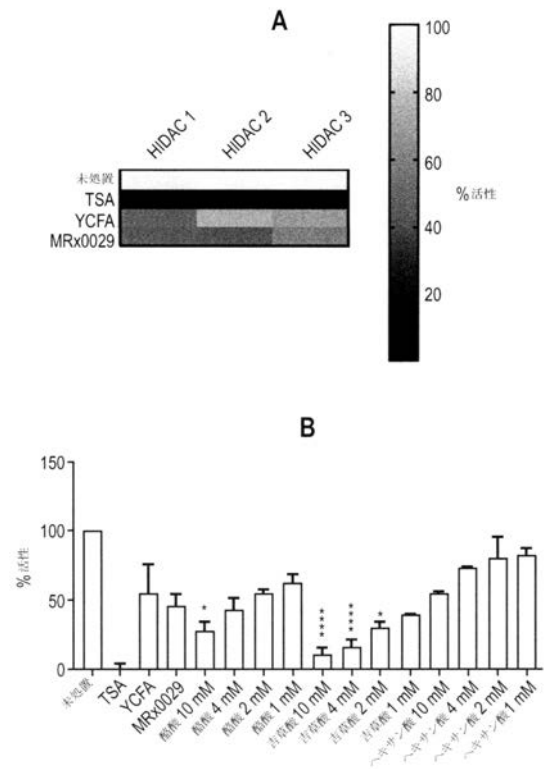 A
HIDAC 1
HIDAC 2
HIDAC 3
未処置
TSA
YCFA
MRx0029
100
80
60
40
20
%活性
B
%活性
150
100
50
0
*
****
****
*
未処置
TSA
YCFA
MRx0029
酪酸 10 mM
酪酸 4 mM
酪酸 2 mM
酪酸 1 mM
吉草酸 10 mM
吉草酸 4 mM
吉草酸 2 mM
吉草酸 1 mM
ヘキサン酸 10 mM
ヘキサン酸 4 mM
ヘキサン酸 2 mM
ヘキサン酸 1 mM